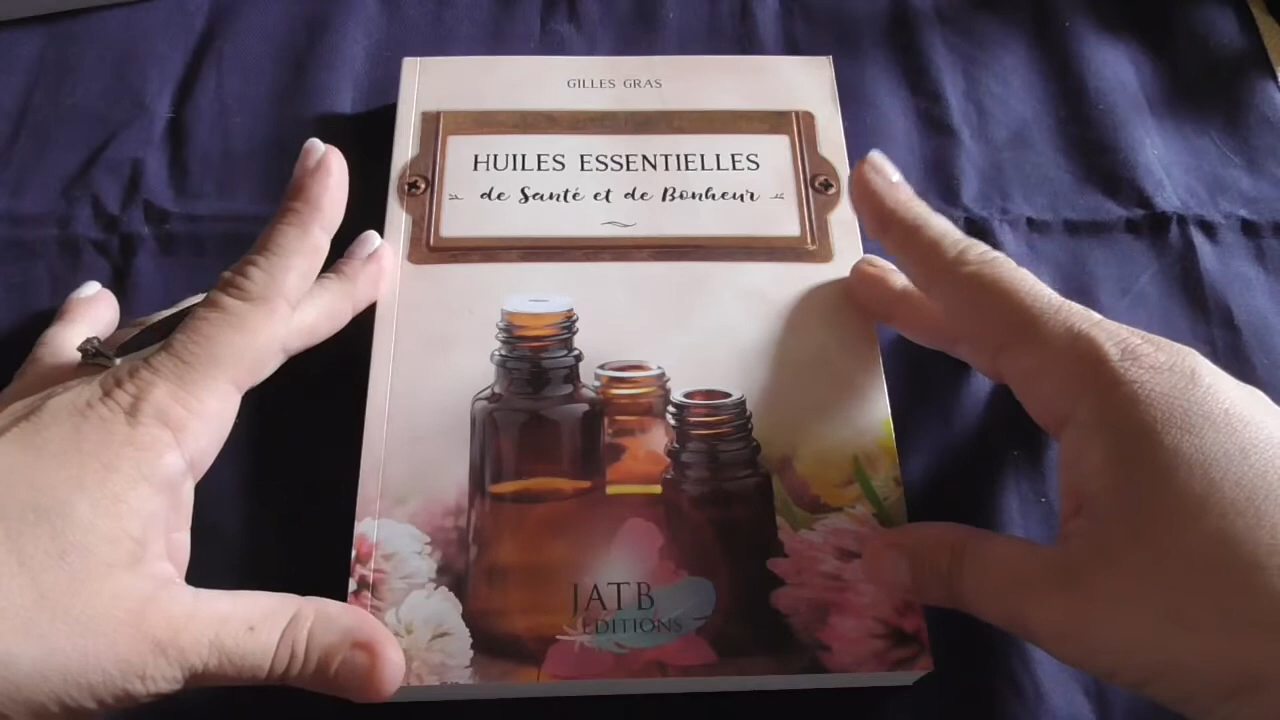 GILLES GRAS
HUILES ESSENTIELLES
de Santé et de Bonheur
JATB
EDITIONS